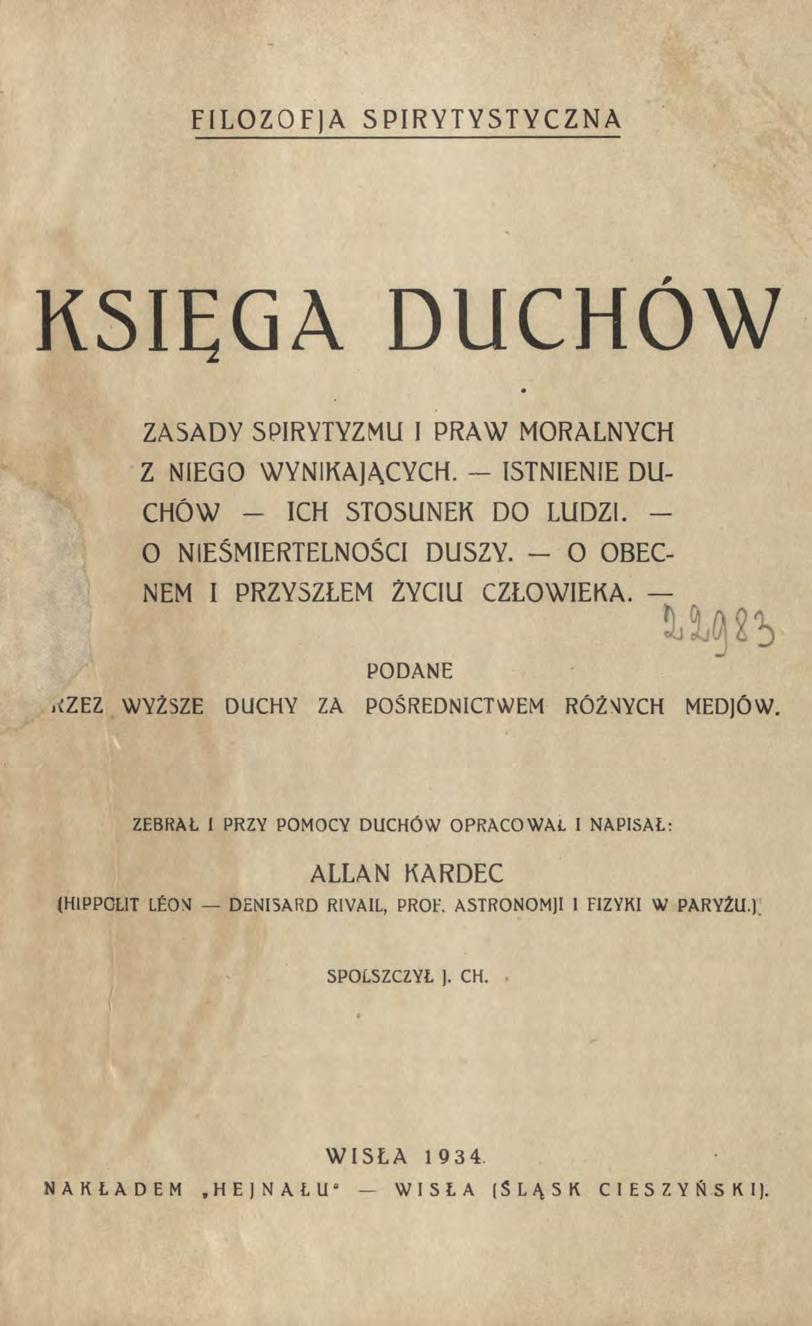 FILOZOFJA SPIRYTYSTYCZNA
KSIĘGA DUCHÓW
ZASADY SPIRYTYZMU I PRAW MORALNYCH
Z NIEGO WYNIKAJĄCYCH. — ISTNIENIE DU-
CHÓW — ICH STOSUNEK DO LUDZI. —
O NIEŚMIERTELNOŚCI DUSZY. — O OBEC-
NEM I PRZYSZŁEM ŻYCIU CZŁOWIEKA. —
22983
PODANE
RZEZ WYŻSZE DUCHY ZA POŚREDNICTWEM RÓŻNYCH MEDJÓW.
ZEBRAŁ I PRZY POMOCY DUCHÓW OPRACOWAŁ I NAPISAŁ:
ALLAN KARDEC
(HIPPOLIT LÉON — DENISARD RIVAIL, PROF. ASTRONOMJI I FIZYKI W PARYŻU.)
SPOLSZCZYŁ J. CH.
WISŁA 1934.
NAKŁADEM „HEJNAŁU“ — WISŁA (ŚLĄSK CIESZYŃSKI).